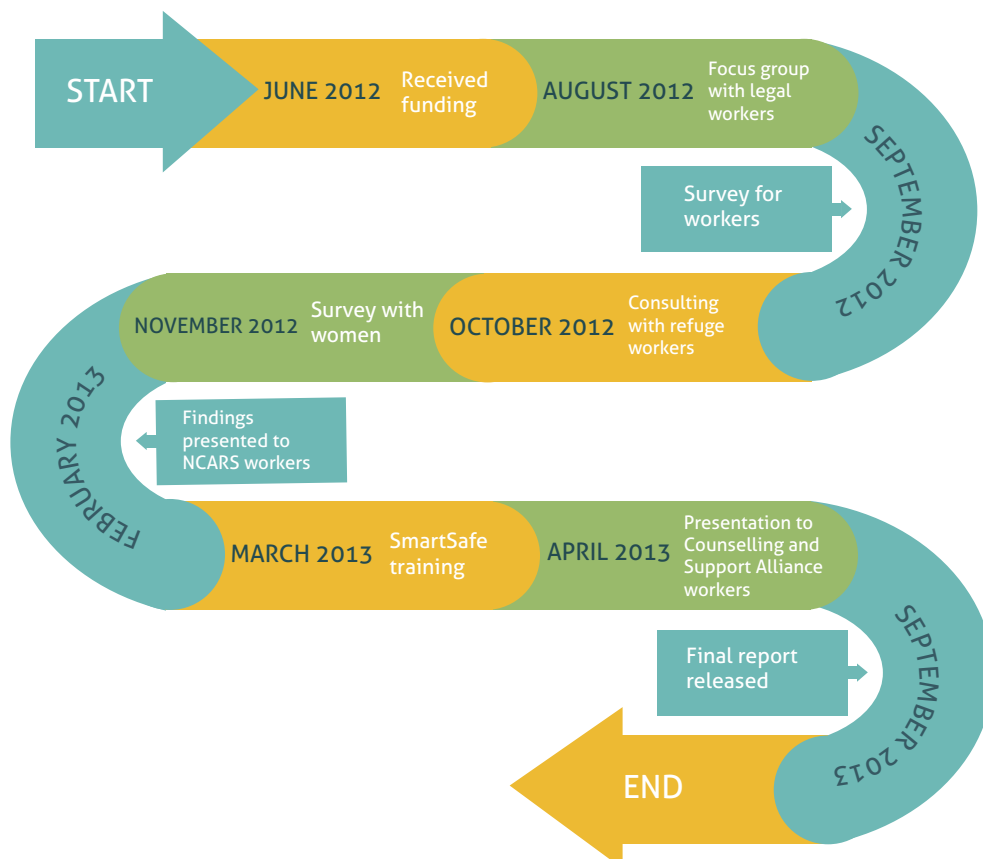 START
JUNE 2012
Received
funding
AUGUST 2012
Focus group
with legal
workers
SEPTEMBER 2012
Survey for
workers
OCTOBER 2012
Consulting
with refuge
workers
NOVEMBER 2012
Survey with
women
FEBRUARY 2013
Findings
presented to
NCARS workers
MARCH 2013
SmartSafe
training
APRIL 2013
Presentation to
Counselling and
Support Alliance
workers
SEPTEMBER 2013
Final report
released
END